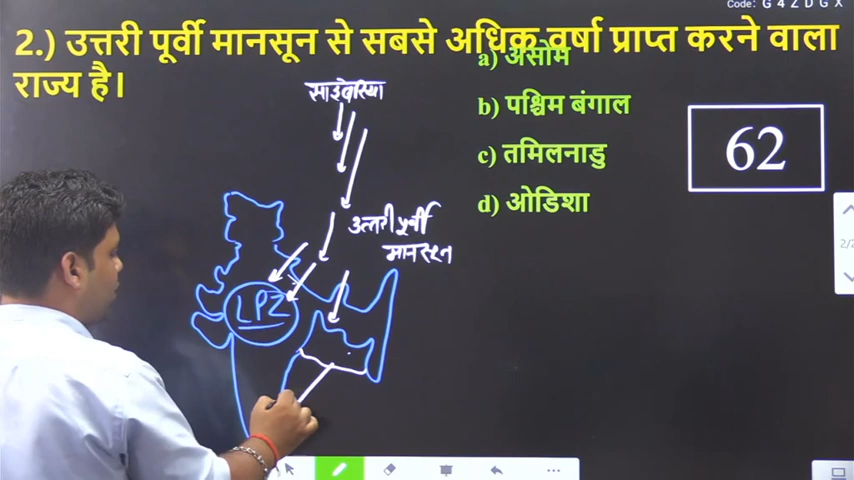 Code: G 4 Z D G X
2.) उत्तरी पूर्वी मानसून से सबसे अधिक वर्षा प्राप्त करने वाला
राज्य है।
a) असोम
b) पश्चिम बंगाल
c) तमिलनाडु
d) ओडिशा
62
साइबेरिया
उत्तरी पूर्वी
मानसून
LPZ